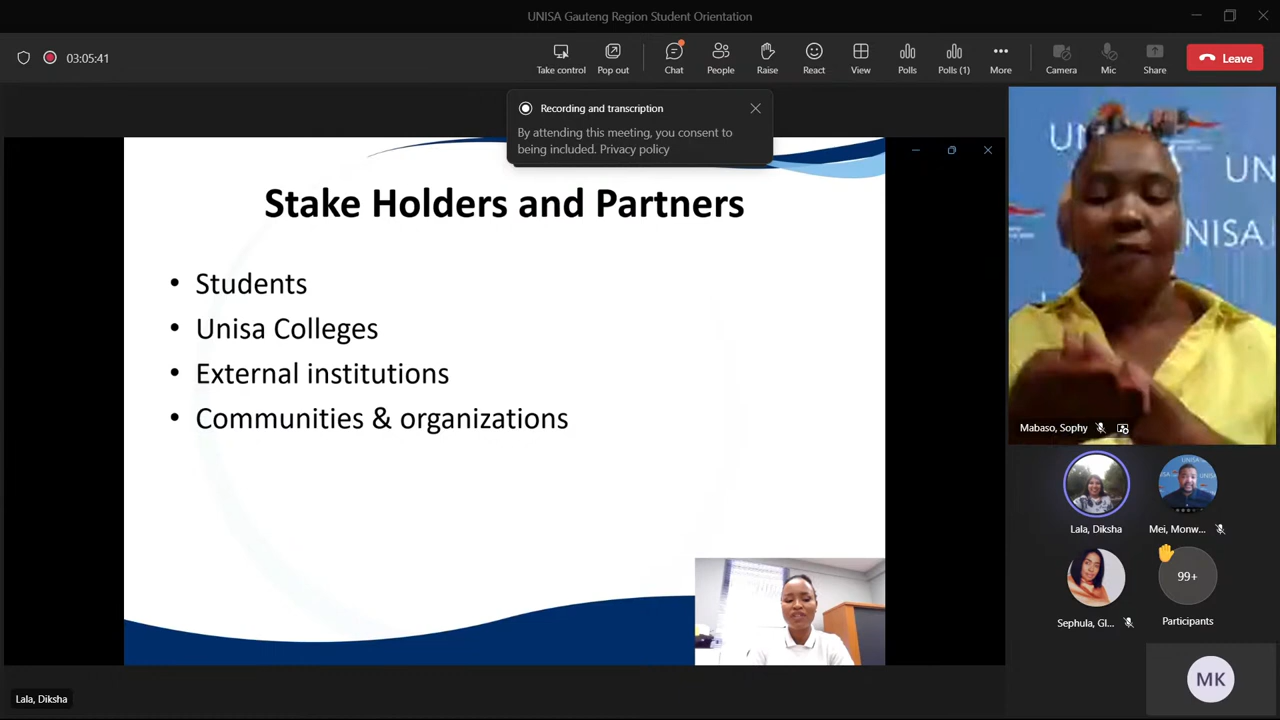 UNISA Gauteng Region Student Orientation
03:05:41
Take control
Pop out
Chat
People
Raise
React
View
Polls
Polls (1)
More
Camera
Mic
Share
Leave
Recording and transcription
By attending this meeting, you consent to
being included. Privacy policy
Stake Holders and Partners
• Students
• Unisa Colleges
• External institutions
• Communities & organizations
UN
UN
UNISA
Mabaso, Sophy
Lala, Diksha
Mei, Monw...
Sephula, Gl...
99+
Participants
MK
Lala, Diksha